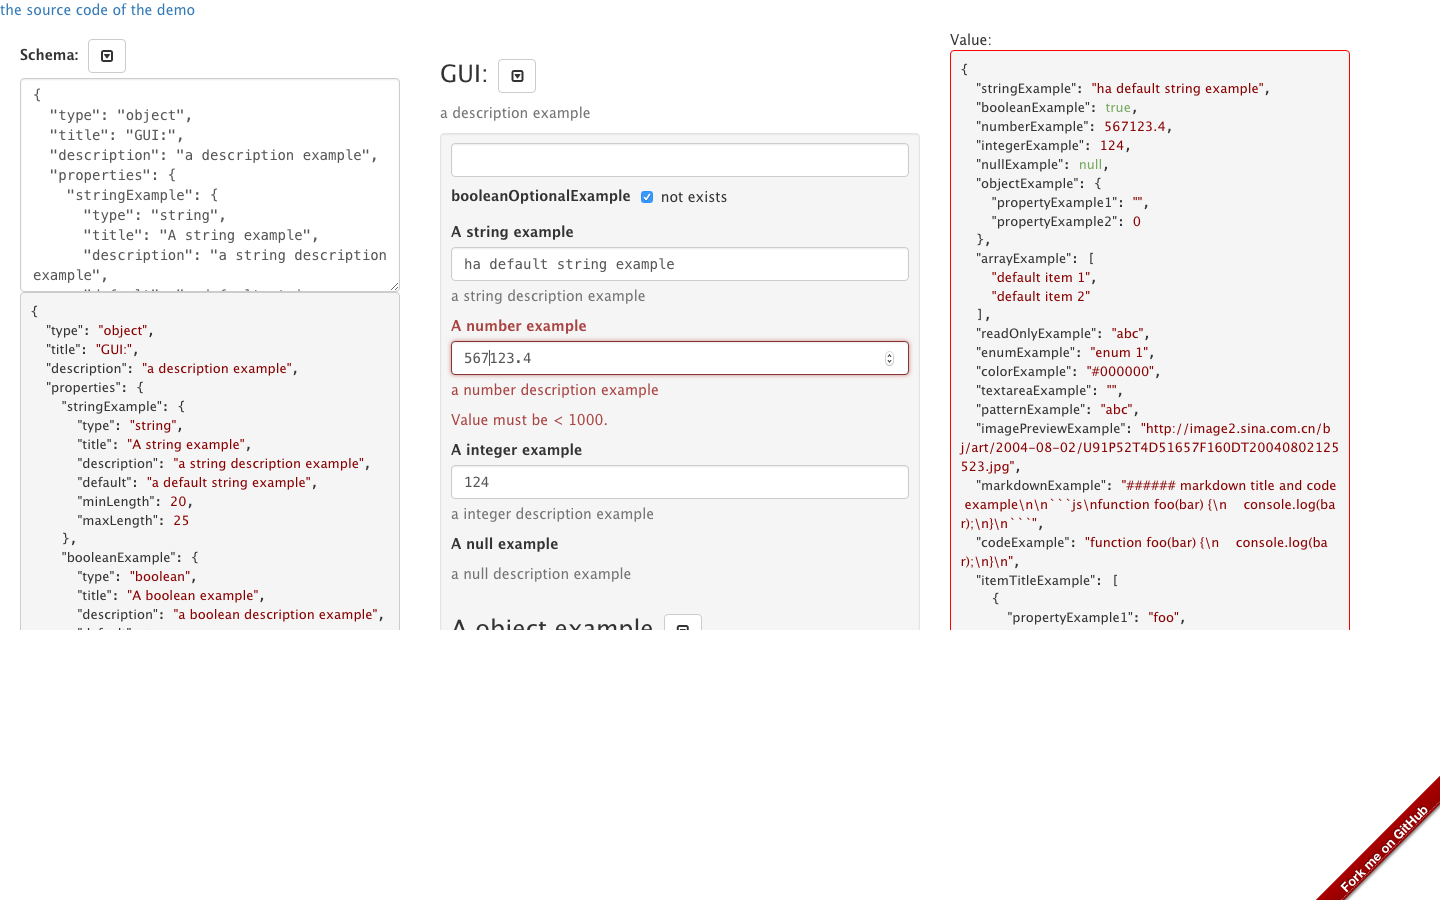 the source code of the demo
Schema:
{
  "type": "object",
  "title": "GUI:",
  "description": "a description example",
  "properties": {
    "stringExample": {
      "type": "string",
      "title": "A string example",
      "description": "a string description
example",
{
  "type": "object",
  "title": "GUI:",
  "description": "a description example",
  "properties": {
    "stringExample": {
      "type": "string",
      "title": "A string example",
      "description": "a string description example",
      "default": "a default string example",
      "minLength": 20,
      "maxLength": 25
    },
    "booleanExample": {
      "type": "boolean",
      "title": "A boolean example",
      "description": "a boolean description example",
GUI:
a description example
booleanOptionalExample not exists
A string example
ha default string example
a string description example
A number example
567123.4
a number description example
Value must be < 1000.
A integer example
124
a integer description example
A null example
a null description example
A object example
Value:
{
  "stringExample": "ha default string example",
  "booleanExample": true,
  "numberExample": 567123.4,
  "integerExample": 124,
  "nullExample": null,
  "objectExample": {
    "propertyExample1": "",
    "propertyExample2": 0
  },
  "arrayExample": [
    "default item 1",
    "default item 2"
  ],
  "readOnlyExample": "abc",
  "enumExample": "enum 1",
  "colorExample": "#000000",
  "textareaExample": "",
  "patternExample": "abc",
  "imagePreviewExample": "http://image2.sina.com.cn/b
j/art/2004-08-02/U91P52T4D51657F160DT20040802125
523.jpg",
  "markdownExample": "###### markdown title and code
 example\n\n```js\nfunction foo(bar) {\n    console.log(ba
r);\n}\n```",
  "codeExample": "function foo(bar) {\n    console.log(ba
r);\n}\n",
  "itemTitleExample": [
    {
      "propertyExample1": "foo",
Fork me on GitHub